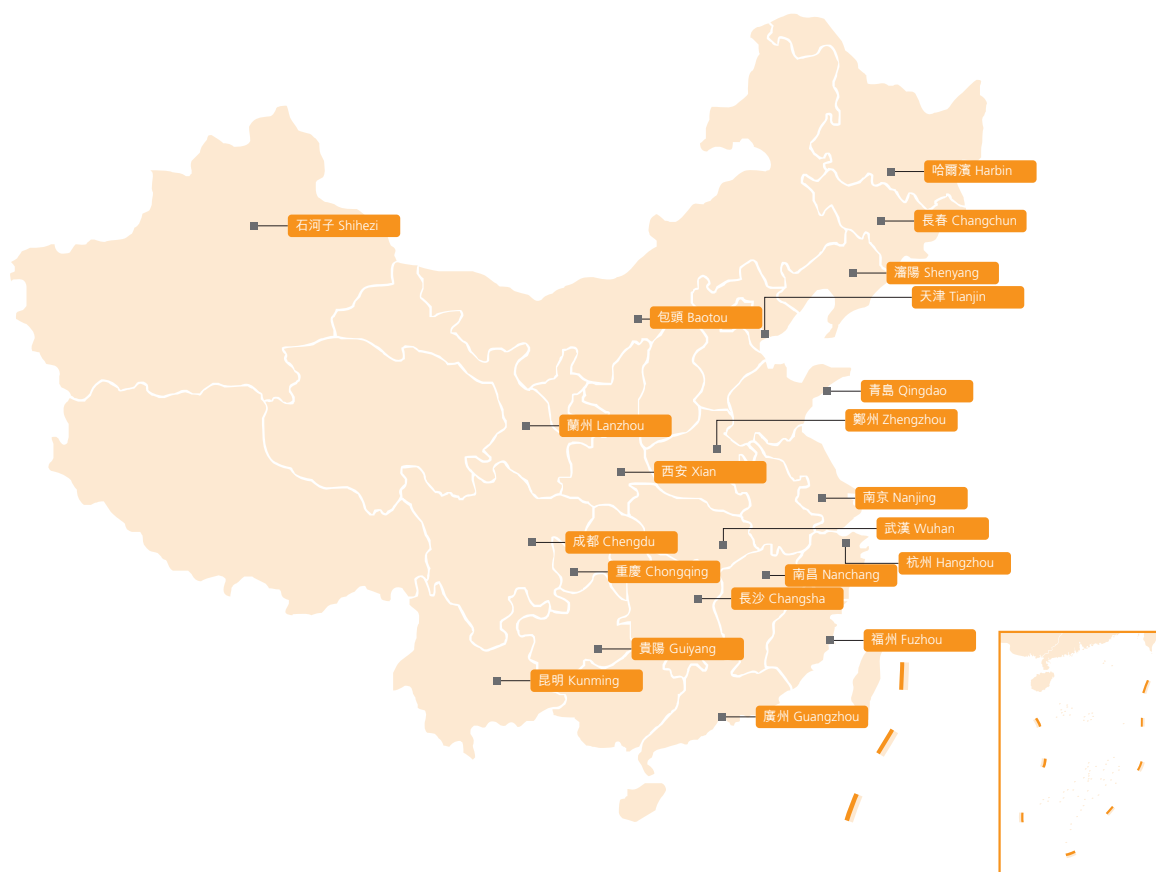 哈爾濱 Harbin
石河子 Shihezi
長春 Changchun
瀋陽 Shenyang
天津 Tianjin
包頭 Baotou
青島 Qingdao
鄭州 Zhengzhou
蘭州 Lanzhou
西安 Xian
南京 Nanjing
武漢 Wuhan
成都 Chengdu
杭州 Hangzhou
重慶 Chongqing
南昌 Nanchang
長沙 Changsha
福州 Fuzhou
貴陽 Guiyang
昆明 Kunming
廣州 Guangzhou